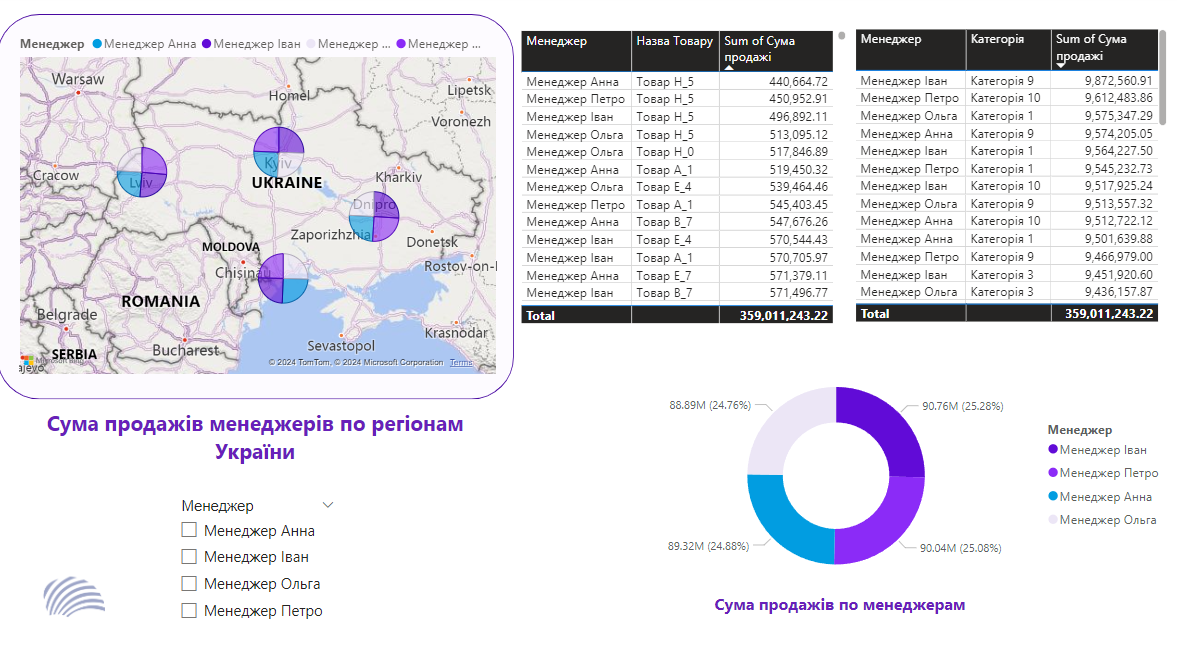 Менеджер Менеджер Анна Менеджер Іван Менеджер ... Менеджер ...
Warsaw
Homel
Lipetsk
Voronezh
Cracow
Lviv
Kyiv
UKRAINE
Kharkiv
Dnipro
Zaporizhzhia
Donetsk
MOLDOVA
Chișinău
Rostov-on-
ROMANIA
Belgrade
Krasnodar
Sevastopol
SERBIA
Bucharest
© 2024 TomTom, © 2024 Microsoft Corporation Terms
ajevo
Сума продажів менеджерів по регіонам
України
Менеджер
Менеджер Анна
Менеджер Іван
Менеджер Ольга
Менеджер Петро
Менеджер Назва Товару Sum of Сума
продажі
Менеджер Анна Товар H_5 440,664.72
Менеджер Петро Товар H_5 450,952.91
Менеджер Іван Товар H_5 496,892.11
Менеджер Ольга Товар H_5 513,095.12
Менеджер Ольга Товар H_0 517,846.89
Менеджер Анна Товар A_1 519,450.32
Менеджер Ольга Товар E_4 539,464.46
Менеджер Петро Товар A_1 545,403.45
Менеджер Анна Товар B_7 547,676.26
Менеджер Іван Товар E_4 570,544.43
Менеджер Іван Товар A_1 570,705.97
Менеджер Анна Товар E_7 571,379.11
Менеджер Іван Товар B_7 571,496.77
Total 359,011,243.22
Менеджер Категорія Sum of Сума
продажі
Менеджер Іван Категорія 9 9,872,560.91
Менеджер Петро Категорія 10 9,612,483.86
Менеджер Ольга Категорія 1 9,575,347.29
Менеджер Анна Категорія 9 9,574,205.05
Менеджер Іван Категорія 1 9,564,227.50
Менеджер Петро Категорія 1 9,545,232.73
Менеджер Іван Категорія 10 9,517,925.24
Менеджер Ольга Категорія 9 9,513,557.32
Менеджер Анна Категорія 10 9,512,722.12
Менеджер Анна Категорія 1 9,501,639.88
Менеджер Петро Категорія 9 9,466,979.00
Менеджер Іван Категорія 3 9,451,920.60
Менеджер Ольга Категорія 3 9,436,157.87
Total 359,011,243.22
88.89M (24.76%)
90.76M (25.28%)
89.32M (24.88%)
90.04M (25.08%)
Менеджер
Менеджер Іван
Менеджер Петро
Менеджер Анна
Менеджер Ольга
Сума продажів по менеджерам